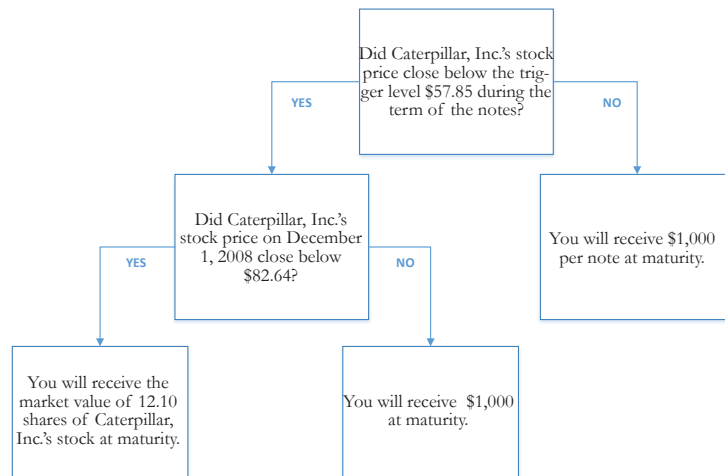 Did Caterpillar, Inc.'s stock
price close below the trig-
ger level $57.85 during the
term of the notes?
YES
NO
Did Caterpillar, Inc.'s
stock price on December
1, 2008 close below
$82.64?
You will receive $1,000
per note at maturity.
YES
NO
You will receive the
market value of 12.10
shares of Caterpillar,
Inc.'s stock at maturity.
You will receive $1,000
at maturity.